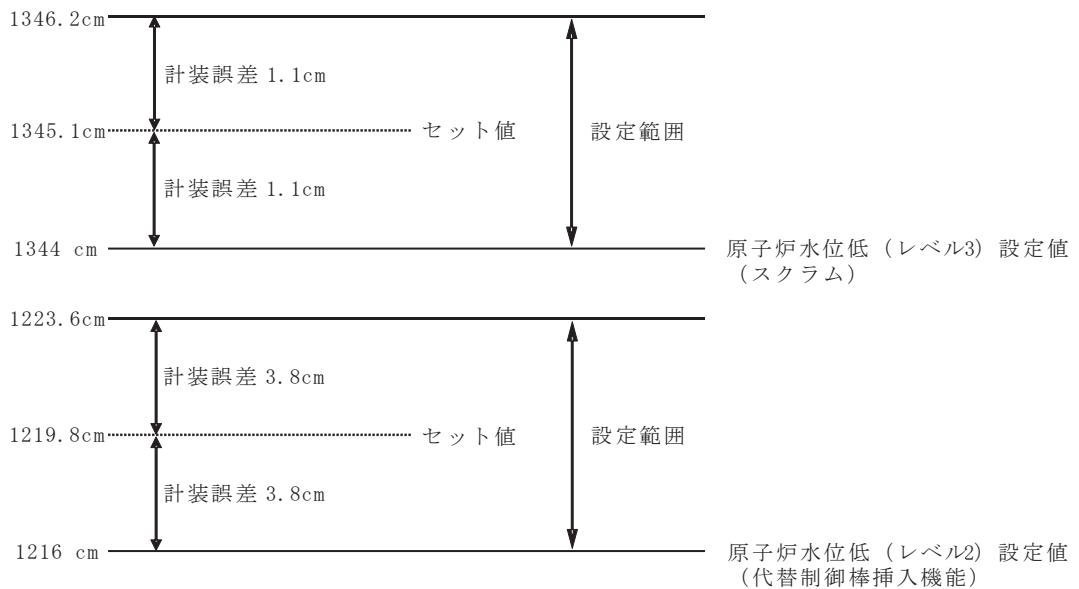 1346.2cm
計装誤差 1.1cm
1345.1cm
セット値
設定範囲
計装誤差 1.1cm
1344 cm
原子炉水位低（レベル3）設定値
（スクラム）
1223.6cm
計装誤差 3.8cm
1219.8cm
セット値
設定範囲
計装誤差 3.8cm
1216 cm
原子炉水位低（レベル2）設定値
（代替制御棒挿入機能）